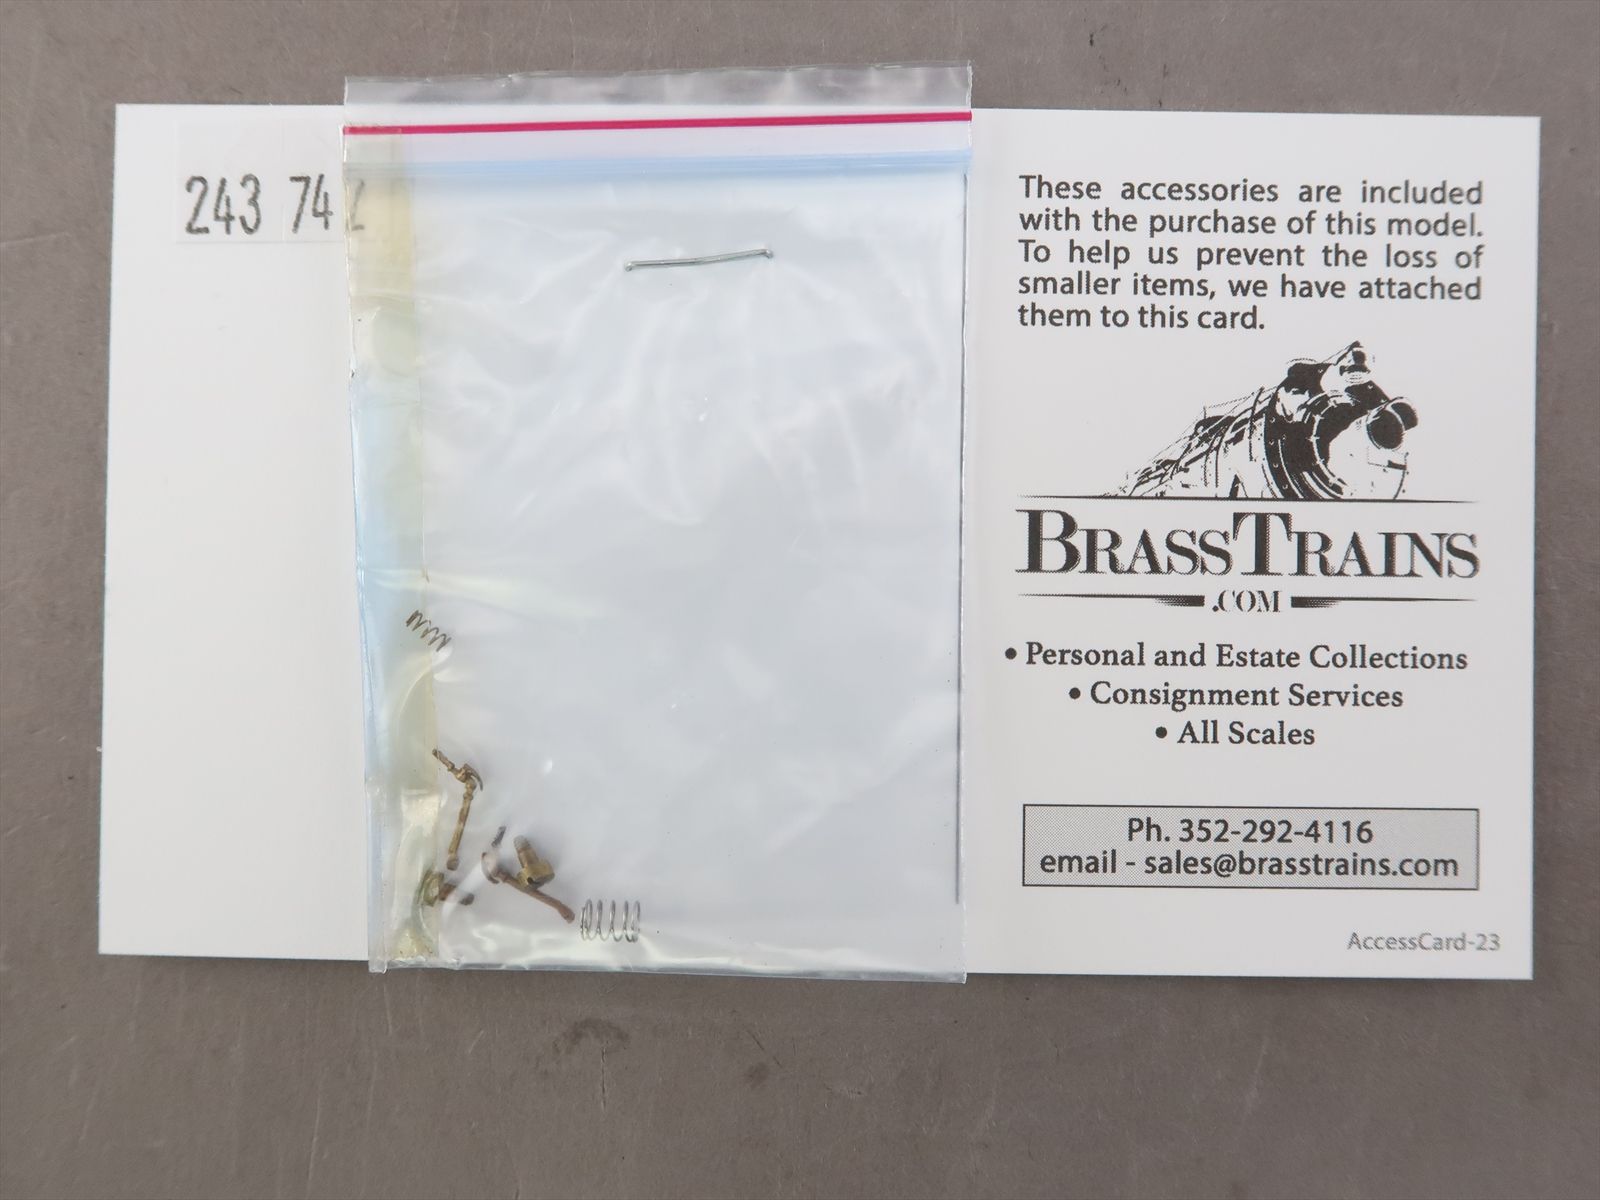 243 74
These accessories are included
with the purchase of this model.
To help us prevent the loss of
smaller items, we have attached
them to this card.
BRASSTRAINS
.COM
• Personal and Estate Collections
• Consignment Services
• All Scales
Ph. 352-292-4116
email - sales@brasstrains.com
AccessCard-23